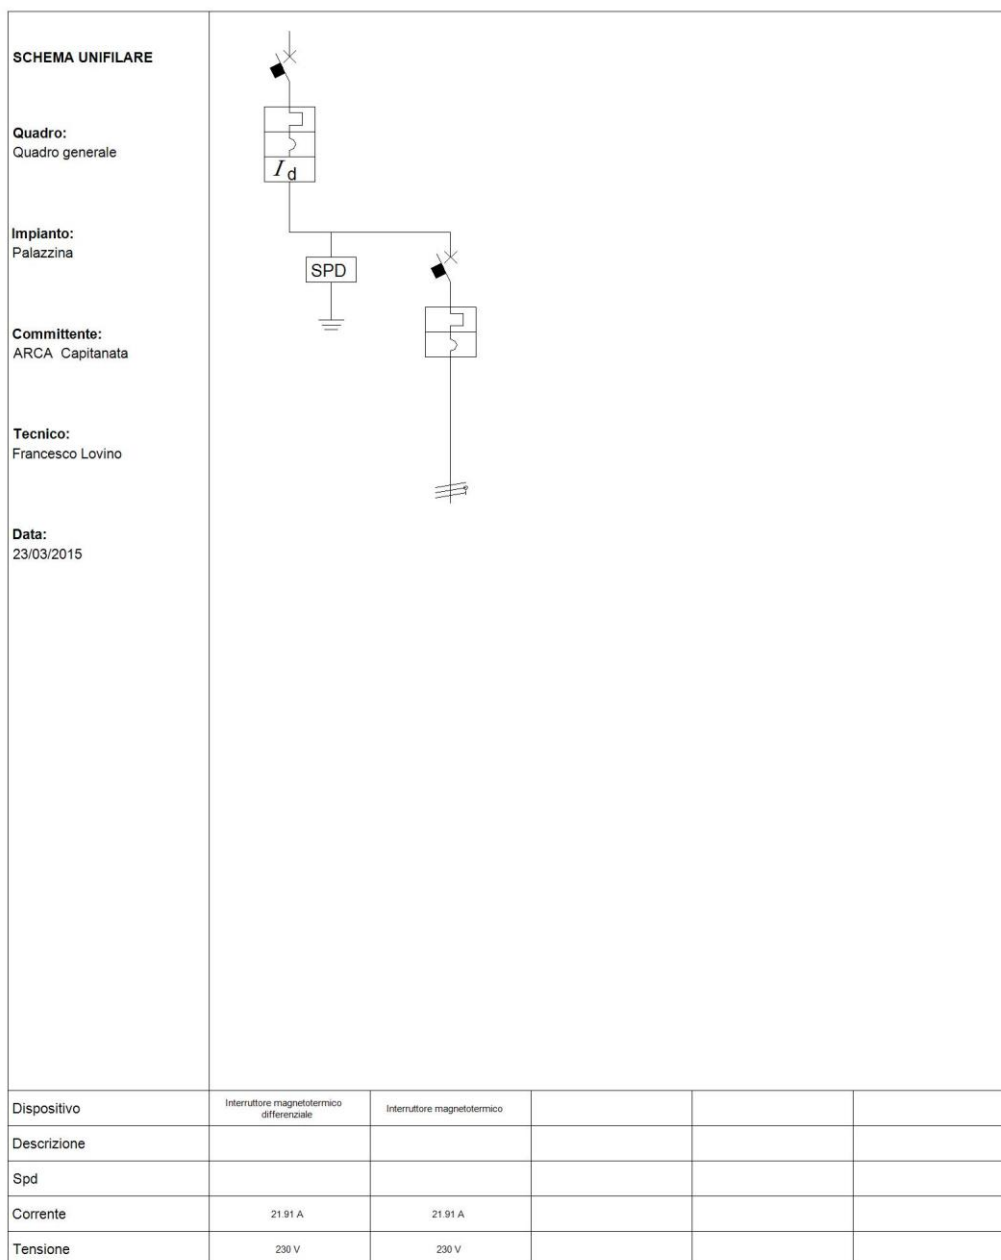 SCHEMA UNIFILARE
Quadro:
Quadro generale
Impianto:
Palazzina
Committente:
ARCA Capitanata
Tecnico:
Francesco Lovino
Data:
23/03/2015
I d
SPD
Dispositivo
Interruttore magnetotermico
differenziale
Interruttore magnetotermico
Descrizione
Spd
Corrente
21.91 A
21.91 A
Tensione
230 V
230 V